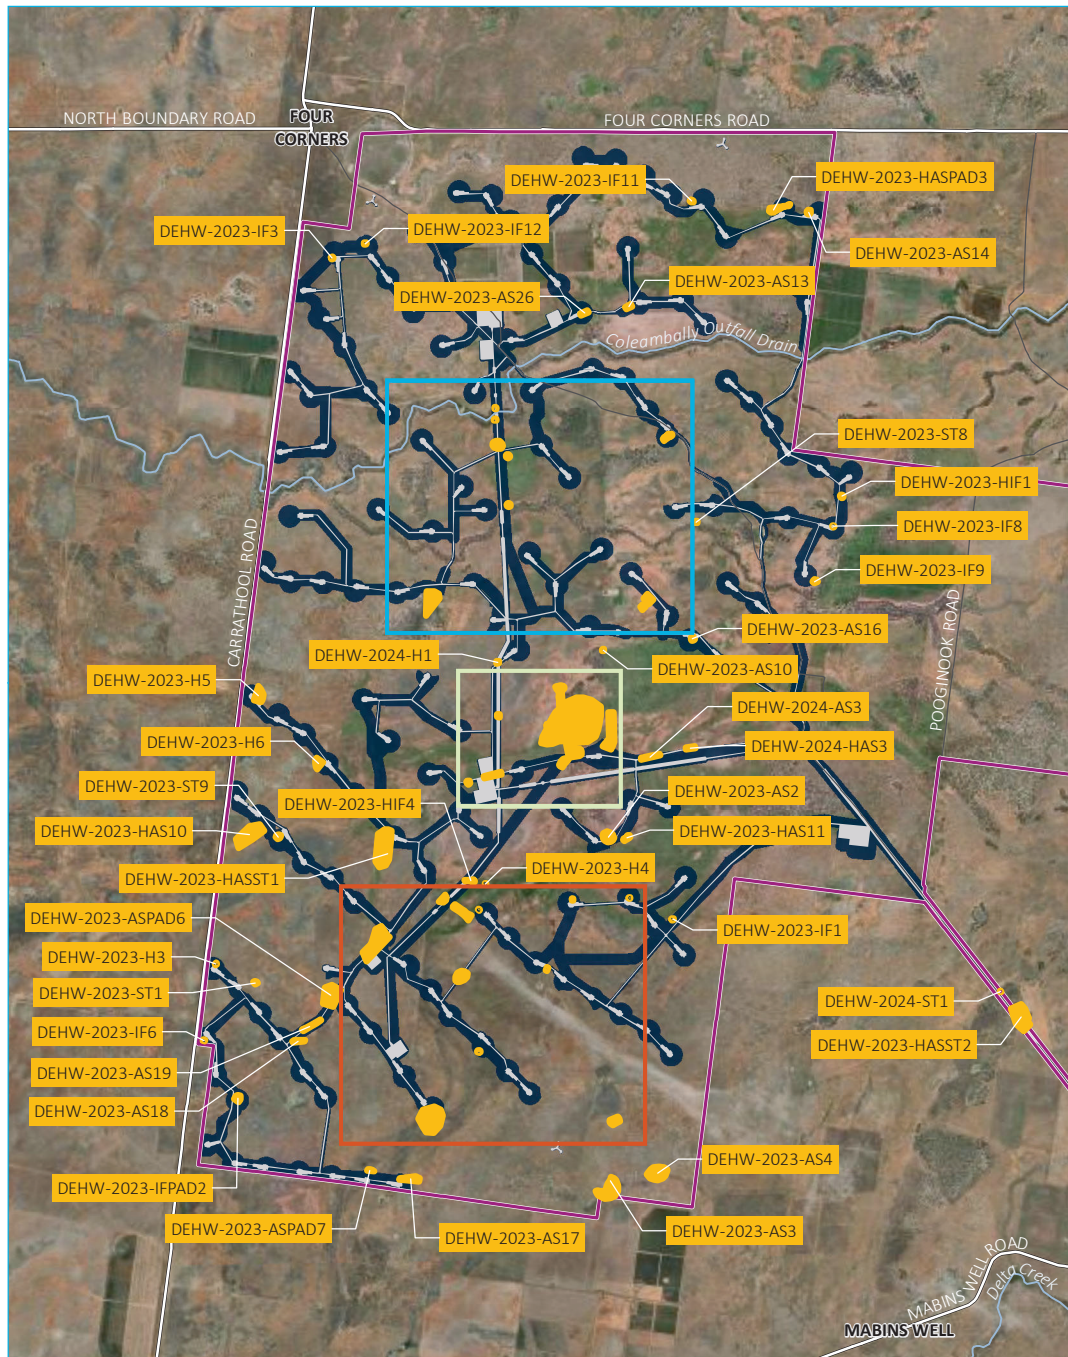 NORTH BOUNDARY ROAD
FOUR
CORNERS
FOUR CORNERS ROAD
DEHW-2023-IF11
DEHW-2023-HASPAD3
DEHW-2023-IF3
DEHW-2023-IF12
DEHW-2023-AS14
DEHW-2023-AS13
DEHW-2023-AS26
Coleambally Outfall Drain
DEHW-2023-ST8
DEHW-2023-HIF1
DEHW-2023-IF8
DEHW-2023-IF9
CARRATHOOL ROAD
POOGINOOK ROAD
DEHW-2023-AS16
DEHW-2024-H1
DEHW-2023-AS10
DEHW-2023-H5
DEHW-2024-AS3
DEHW-2023-H6
DEHW-2024-HAS3
DEHW-2023-ST9
DEHW-2023-AS2
DEHW-2023-HIF4
DEHW-2023-HAS10
DEHW-2023-HAS11
DEHW-2023-HASST1
DEHW-2023-H4
DEHW-2023-ASPAD6
DEHW-2023-IF1
DEHW-2023-H3
DEHW-2023-ST1
DEHW-2024-ST1
DEHW-2023-IF6
DEHW-2023-HASST2
DEHW-2023-AS19
DEHW-2023-AS18
DEHW-2023-AS4
DEHW-2023-IFPAD2
DEHW-2023-ASPAD7
DEHW-2023-AS17
DEHW-2023-AS3
MABINS WELL ROAD
Delta Creek
MABINS WELL